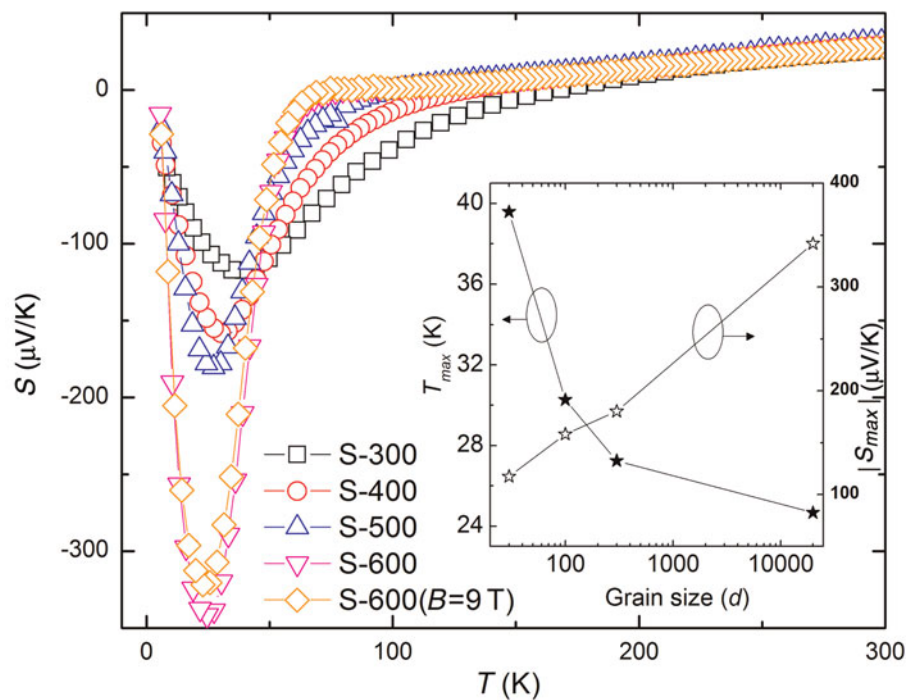 0
-100
-200
-300
S (μV/K)
0
100
200
300
T (K)
S-300
S-400
S-500
S-600
S-600(B=9 T)
40
36
32
28
24
T_max (K)
400
300
200
100
|S_max| (μV/K)
100
1000
10000
Grain size (d)